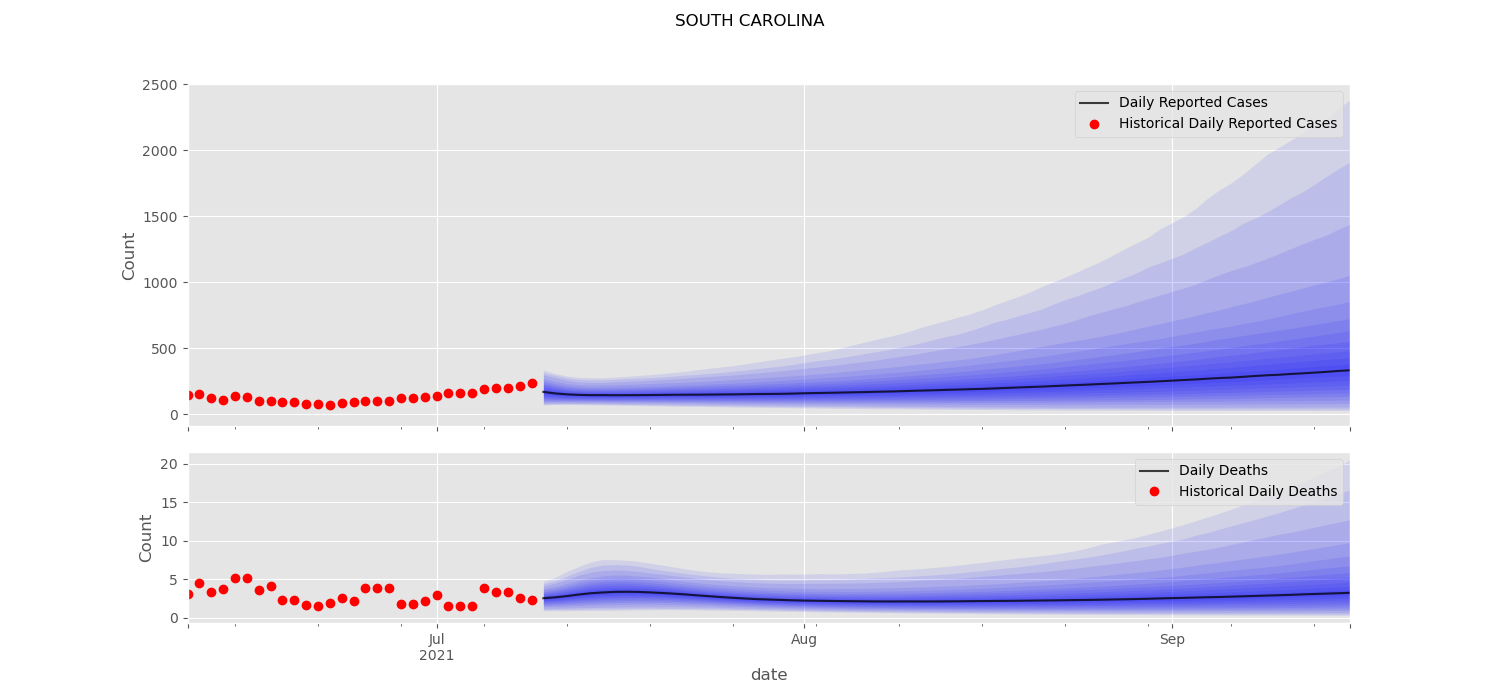 SOUTH CAROLINA
2500
2000
1500
1000
500
0
Count
Daily Reported Cases
Historical Daily Reported Cases
20
15
10
5
0
Count
Daily Deaths
Historical Daily Deaths
Jul
2021
Aug
Sep
date